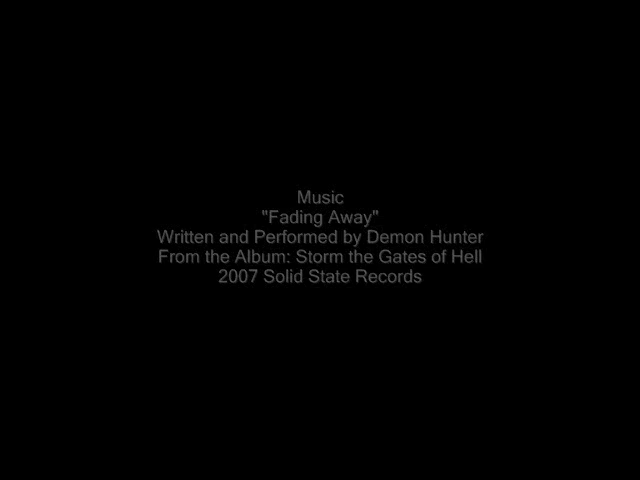 Music
"Fading Away"
Written and Performed by Demon Hunter
From the Album: Storm the Gates of Hell
2007 Solid State Records